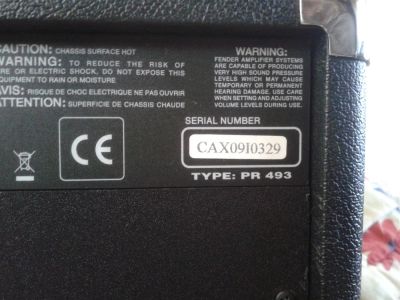 CAUTION: CHASSIS SURFACE HOT
WARNING: TO REDUCE THE RISK OF
RE OR ELECTRIC SHOCK, DO NOT EXPOSE THIS
EQUIPMENT TO RAIN OR MOISTURE.
AVIS: RISQUE DE CHOC ELECTRIQUE NE PAS OUVRIR
ATTENTION: SUPERFICIE DE CHASSIS CHAUDE
WARNING:
FENDER AMPLIFIER SYSTEMS
ARE CAPABLE OF PRODUCING
VERY HIGH SOUND PRESSURE
LEVELS WHICH MAY CAUSE
TEMPORARY OR PERMANENT
HEARING DAMAGE. USE CARE
WHEN SETTING AND ADJUSTING
VOLUME LEVELS DURING USE.
CE
SERIAL NUMBER
CAX09I0329
TYPE: PR 493